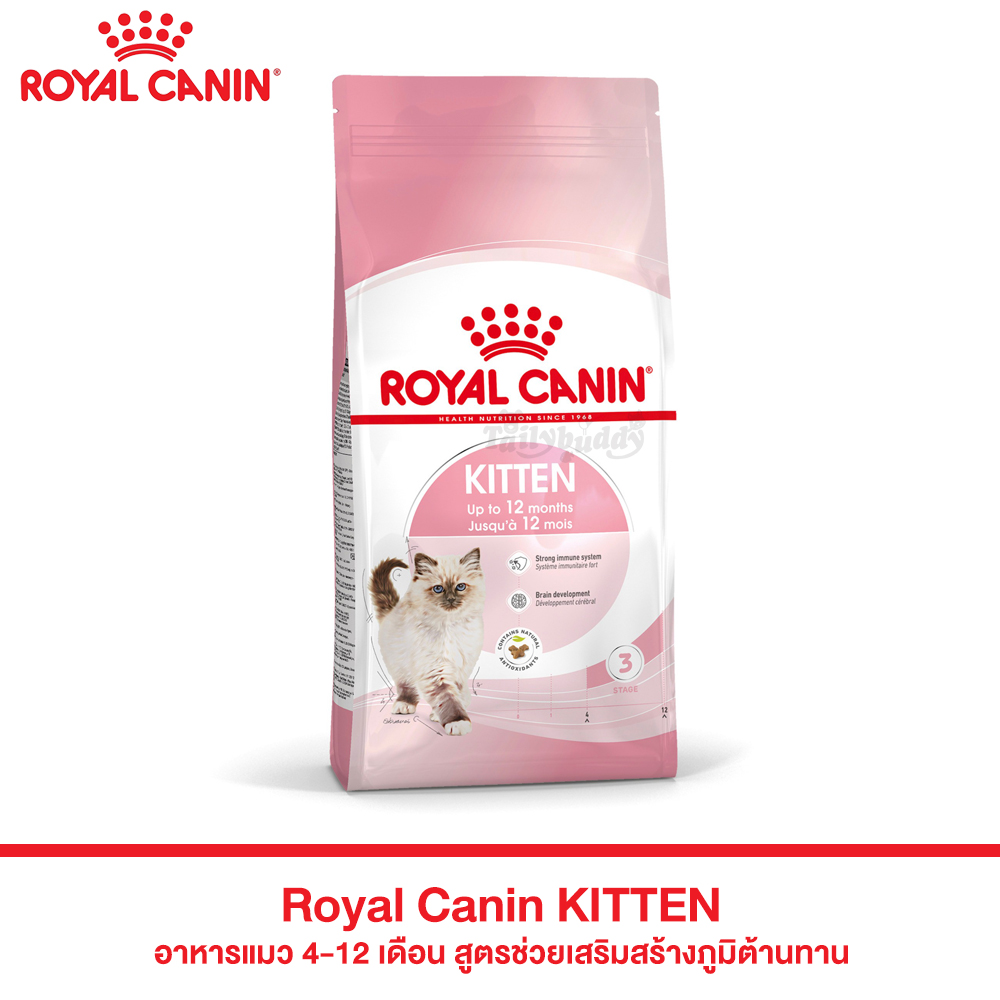 ROYAL CANIN®
ROYAL CANIN®
HEALTH NUTRITION SINCE 1968
Tailybuddy
KITTEN
Up to 12 months
Jusqu'à 12 mois
Strong immune system
Système immunitaire fort
Brain development
Développement cérébral
CONTAINS NATURAL
ANTIOXIDANTS
3
STAGE
4
12
Royal Canin KITTEN
อาหารแมว 4-12 เดือน สูตรช่วยเสริมสร้างภูมิต้านทาน